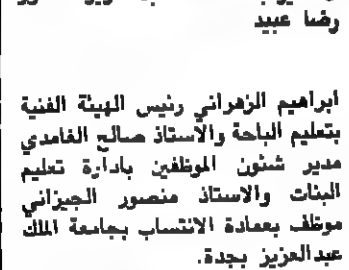 رضا عبيد
ابراهيم الزهراني رئيس الهيئة الفنية
بتعليم الباحة والاستاذ صالح الغامدي
مدير شئون الموظفين بادارة تعليم
البنات والاستاذ منصور الجيزاني
موظف بعمادة الانتساب بجامعة الملك
عبدالعزيز بجدة.